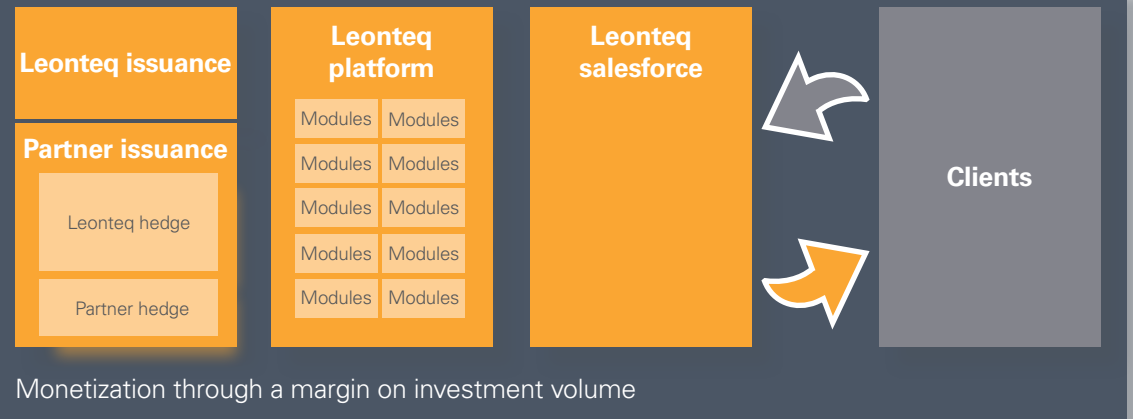 Leonteq issuance
Partner issuance
Leonteq hedge
Partner hedge
Leonteq
platform
Modules Modules
Modules Modules
Modules Modules
Modules Modules
Modules Modules
Leonteq
salesforce
Clients
Monetization through a margin on investment volume